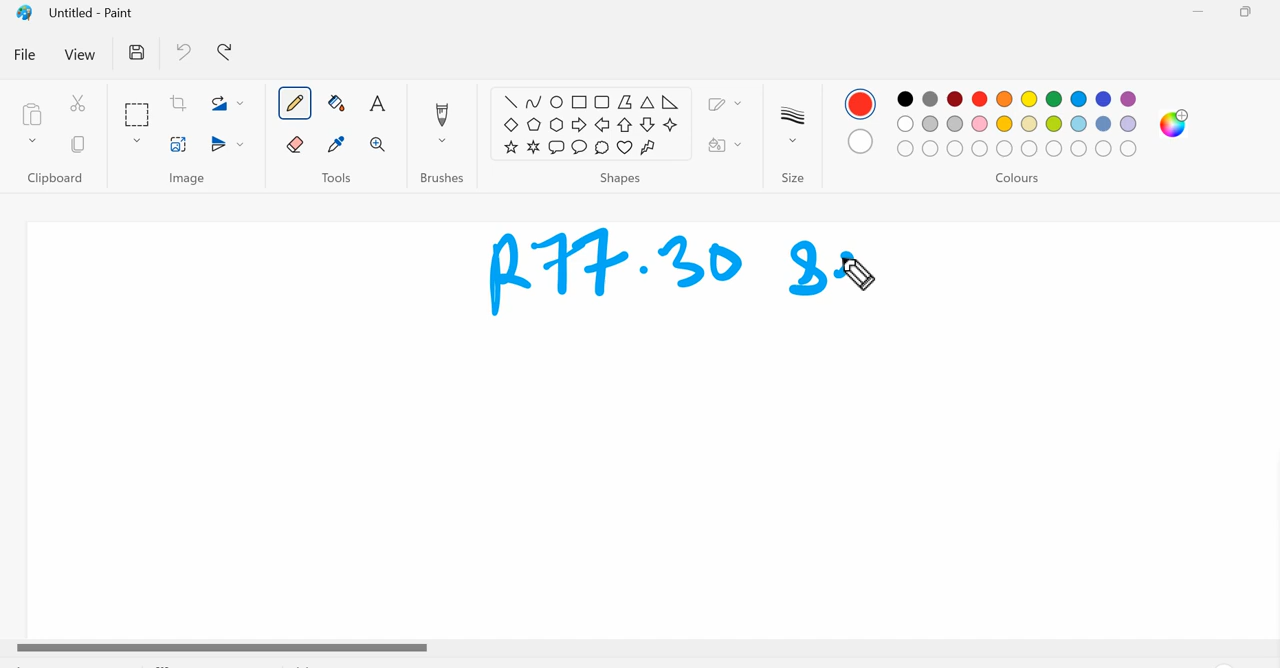 Untitled - Paint
File View
Clipboard Image Tools Brushes Shapes Size Colours
R77.30 8.